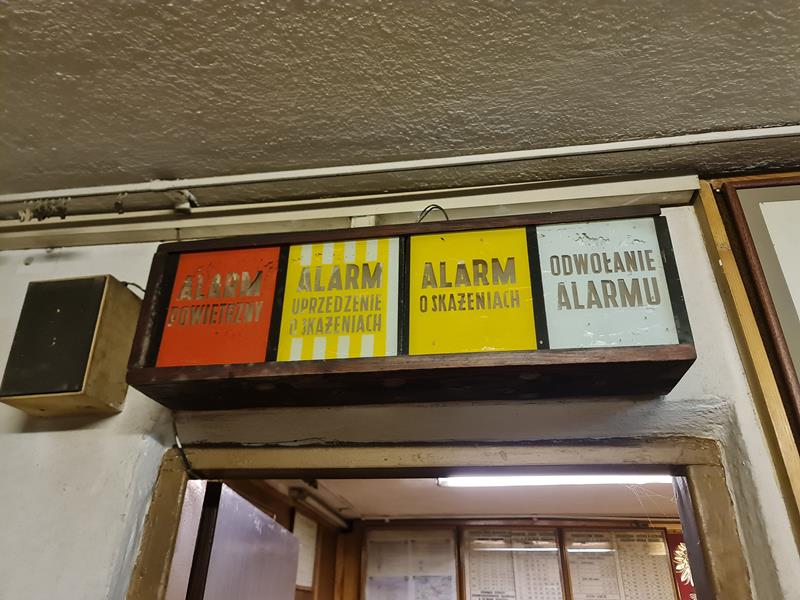 ALARM
POWIETRZNY
ALARM
UPRZEDZENIE
O SKAŻENIACH
ALARM
O SKAŻENIACH
ODWOŁANIE
ALARMU